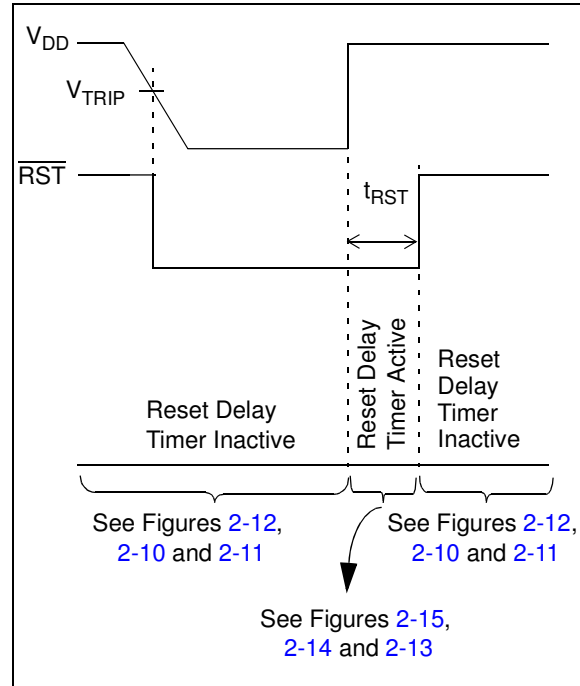 VDD
VTRIP
RST
tRST
Reset Delay
Timer Inactive
Reset Delay
Timer Active
Reset
Delay
Timer
Inactive
See Figures 2-12,
2-10 and 2-11
See Figures 2-12,
2-10 and 2-11
See Figures 2-15,
2-14 and 2-13